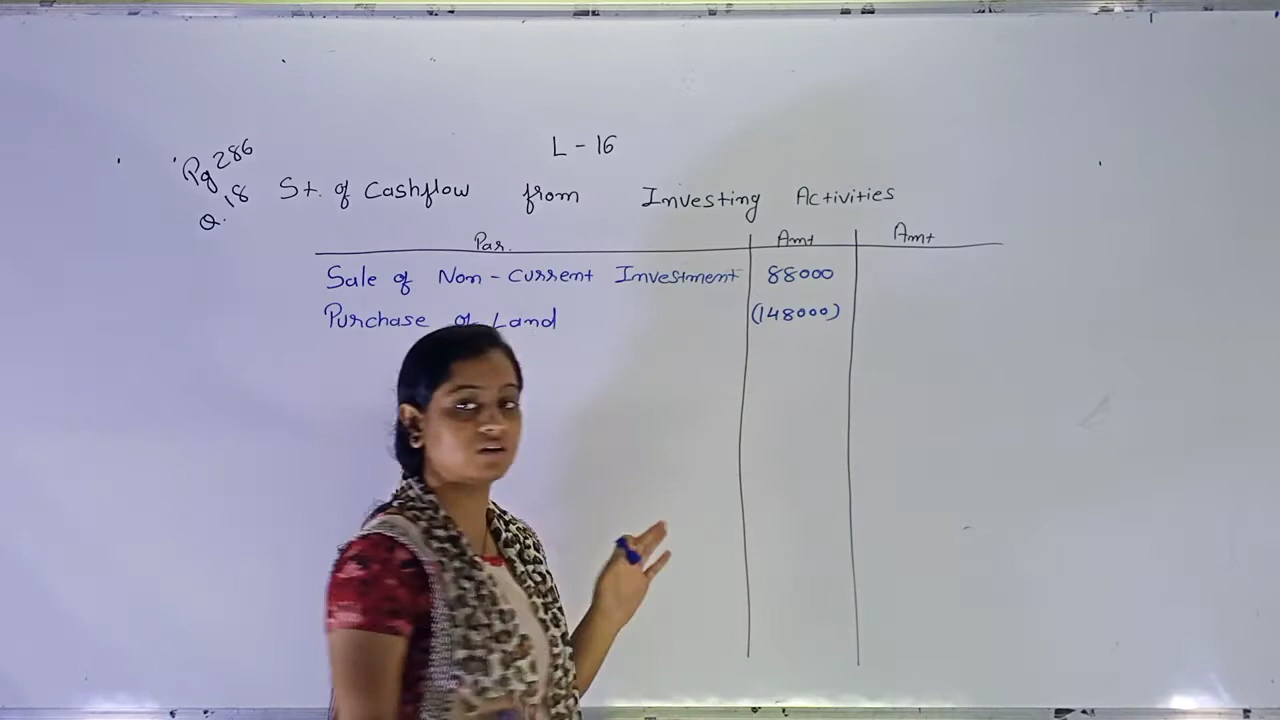 L - 16
Pg 286
Q. 18
St. of Cashflow from Investing Activities
Par. Amt Amt
Sale of Non - Current Investment 88000
Purchase of Land (148000)